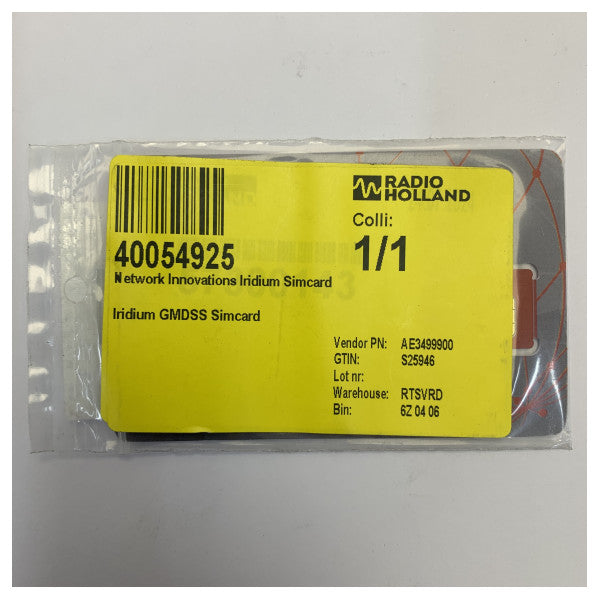 RADIO
HOLLAND
Colli:
40054925
1/1
Network Innovations Iridium Simcard
Iridium GMDSS Simcard
Vendor PN: AE3499900
GTIN: S25946
Lot nr:
Warehouse: RTSVRD
Bin: 6Z 04 06